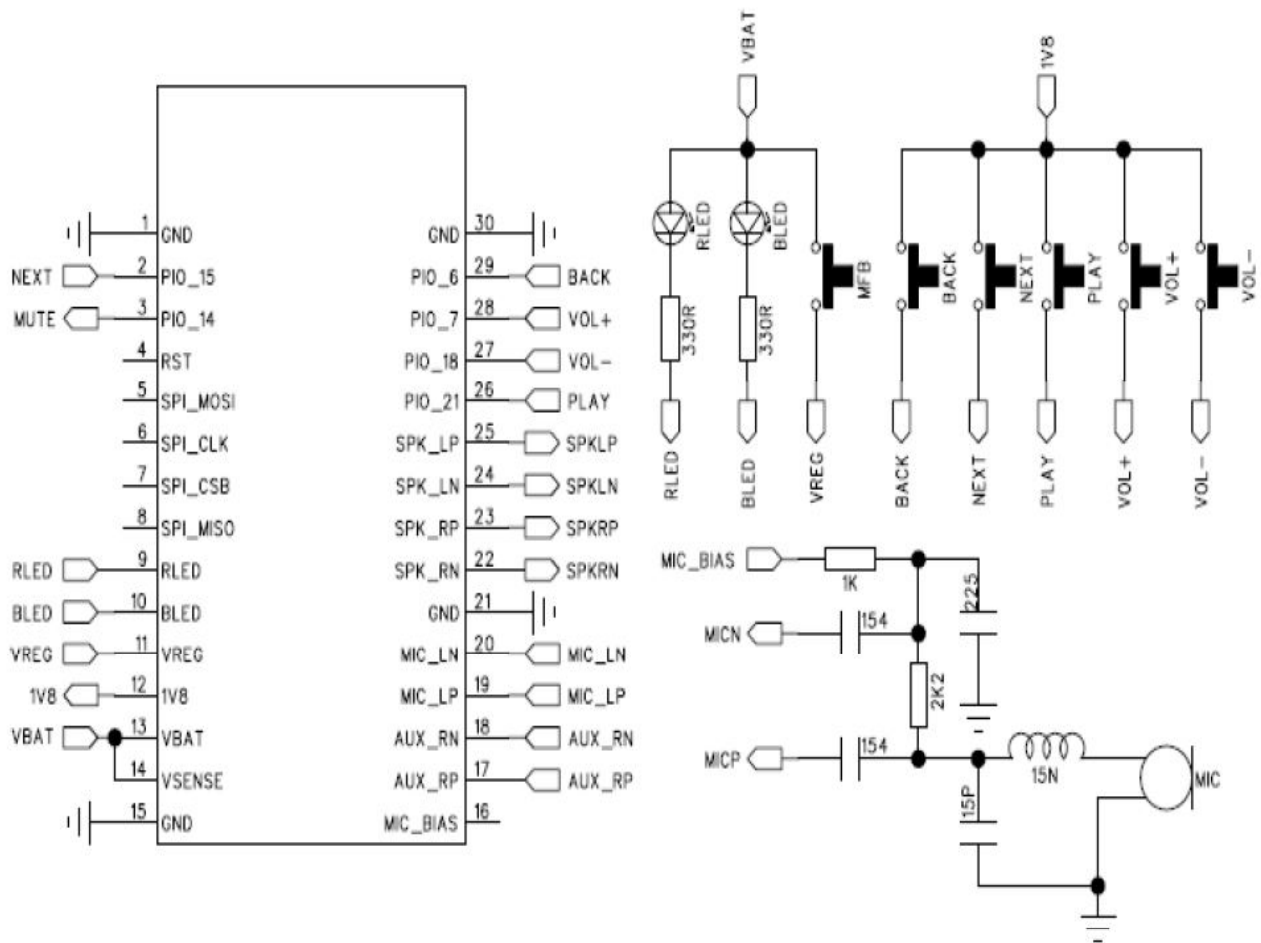 VBAT
1V8
1 GND
GND 30
NEXT 2 PIO_15
PIO_6 29 BACK
MUTE 3 PIO_14
PIO_7 28 VOL+
4 RST
PIO_18 27 VOL-
5 SPI_MOSI
PIO_21 26 PLAY
6 SPI_CLK
SPK_LP 25 SPKLP
7 SPI_CSB
SPK_LN 24 SPKLN
8 SPI_MISO
SPK_RP 23 SPKRP
RLED 9 RLED
SPK_RN 22 SPKRN
BLED 10 BLED
GND 21
VREG 11 VREG
MIC_LN 20 MIC_LN
1V8 12 1V8
MIC_LP 19 MIC_LP
VBAT 13 VBAT
AUX_RN 18 AUX_RN
14 VSENSE
AUX_RP 17 AUX_RP
15 GND
MIC_BIAS 16
RLED
BLED
MFB
BACK
NEXT
PLAY
VOL+
VOL-
330R
330R
RLED
BLED
VREG
BACK
NEXT
PLAY
VOL+
VOL-
MIC_BIAS
1K
225
MICN
154
2K2
MICP
154
15N
MIC
15P